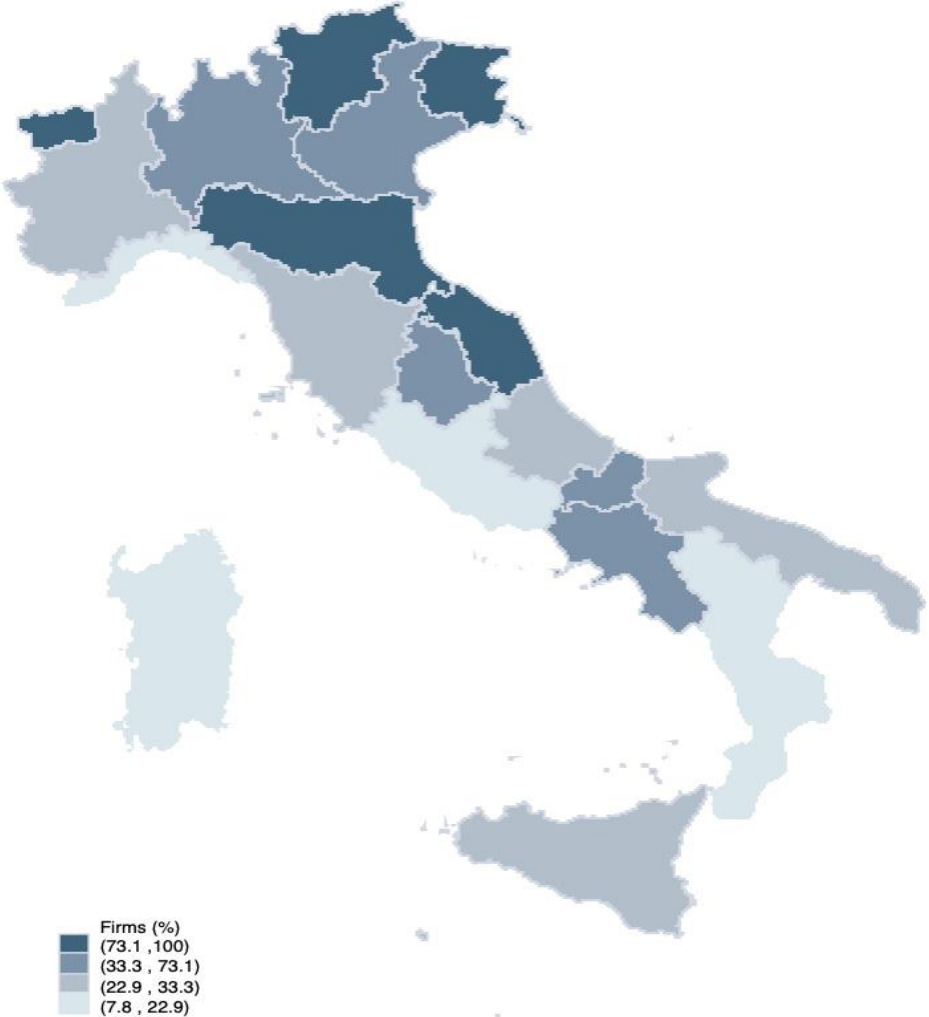 Firms (%)
(73.1 ,100)
(33.3 , 73.1)
(22.9 , 33.3)
(7.8 , 22.9)